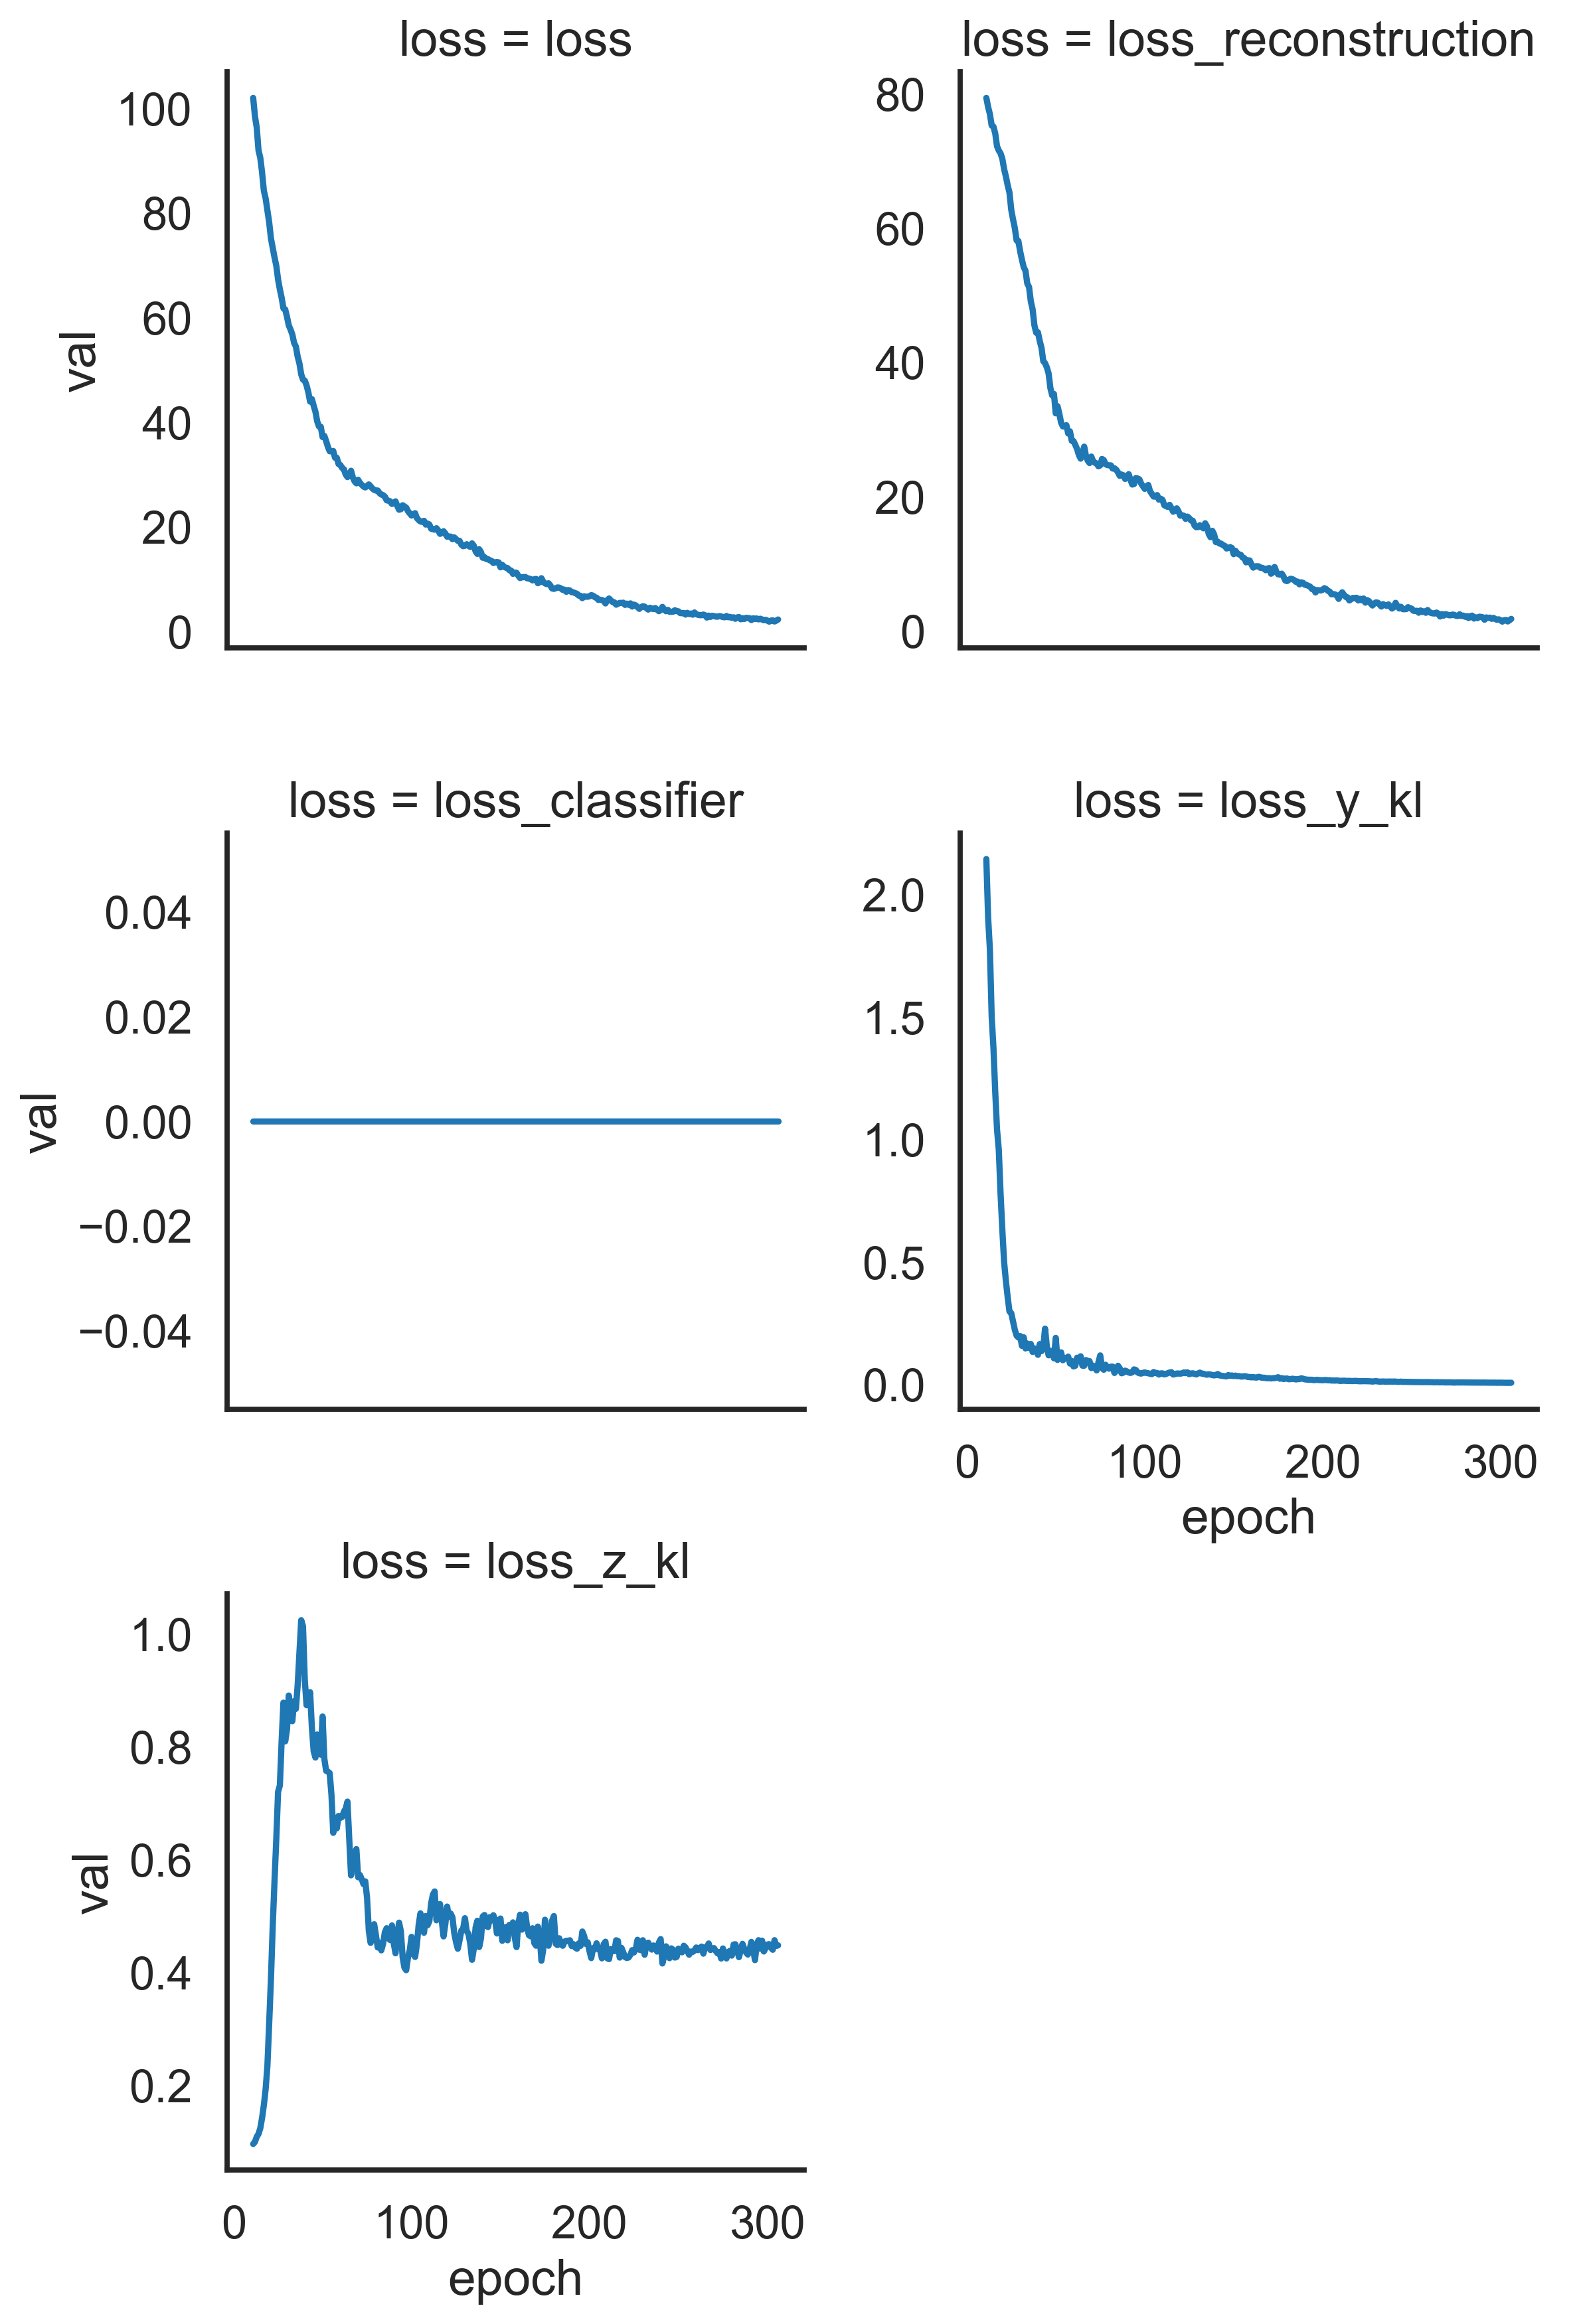 loss = loss
100
80
60
40
20
0
val
loss = loss_reconstruction
80
60
40
20
0
loss = loss_classifier
0.04
0.02
0.00
−0.02
−0.04
val
loss = loss_y_kl
2.0
1.5
1.0
0.5
0.0
0 100 200 300
epoch
loss = loss_z_kl
1.0
0.8
0.6
0.4
0.2
val
0 100 200 300
epoch